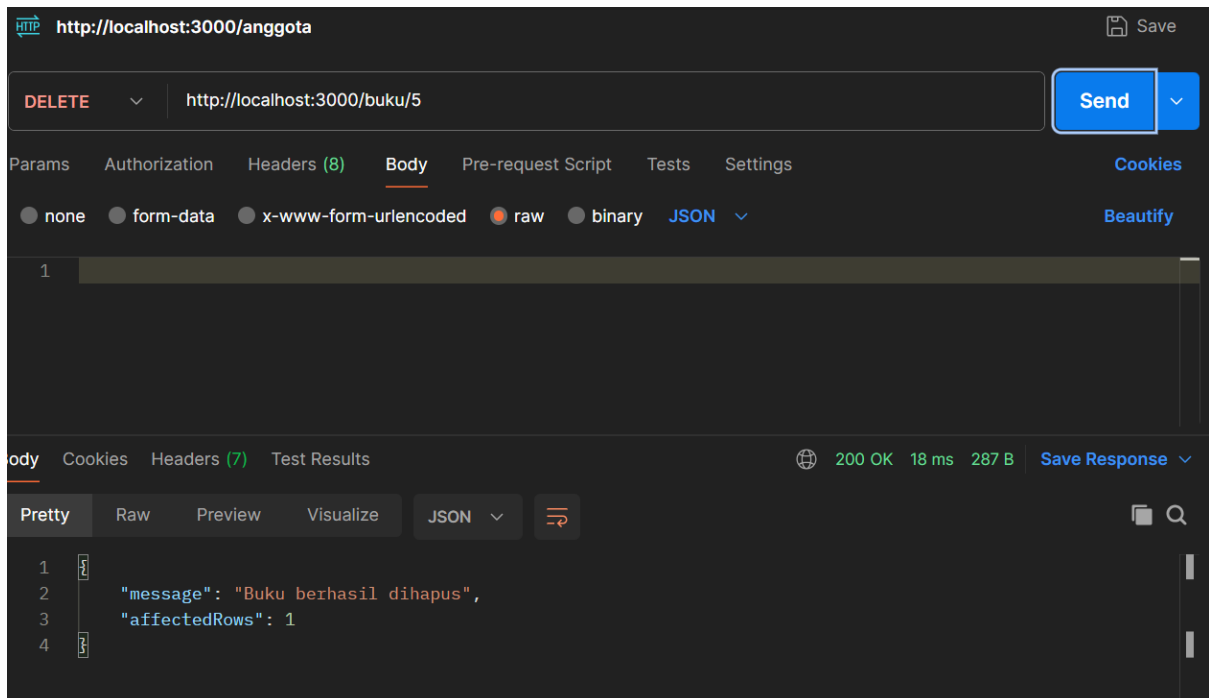 HTTP http://localhost:3000/anggota Save
DELETE http://localhost:3000/buku/5 Send
Params Authorization Headers (8) Body Pre-request Script Tests Settings Cookies
none form-data x-www-form-urlencoded raw binary JSON Beautify
1
ody Cookies Headers (7) Test Results 200 OK 18 ms 287 B Save Response
Pretty Raw Preview Visualize JSON
1 {
2 "message": "Buku berhasil dihapus",
3 "affectedRows": 1
4 }